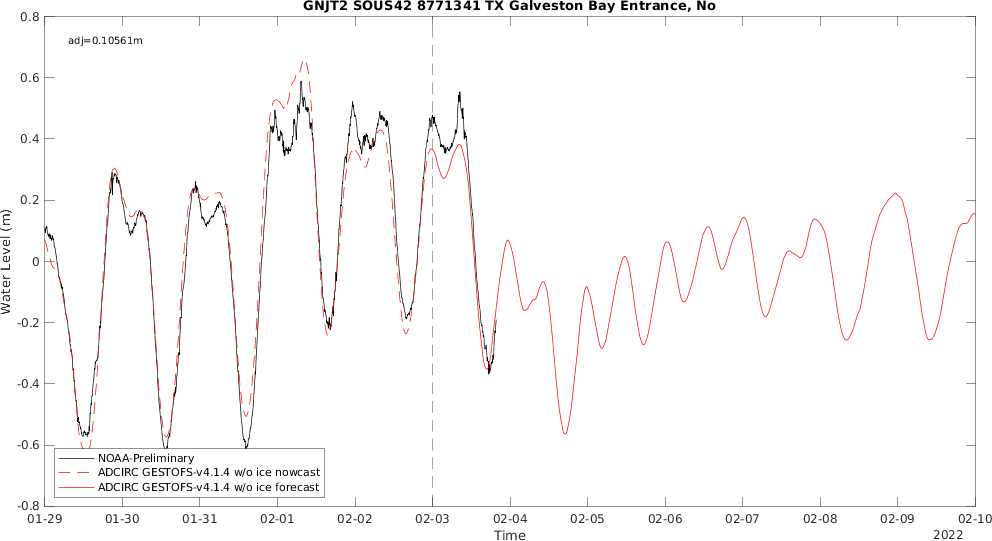 GNJT2 SOUS42 8771341 TX Galveston Bay Entrance, No
adj=0.10561m
0.8
0.6
0.4
0.2
0
-0.2
-0.4
-0.6
-0.8
Water Level (m)
NOAA-Preliminary
ADCIRC GESTOFS-v4.1.4 w/o ice nowcast
ADCIRC GESTOFS-v4.1.4 w/o ice forecast
01-29 01-30 01-31 02-01 02-02 02-03 02-04 02-05 02-06 02-07 02-08 02-09 02-10
Time
2022